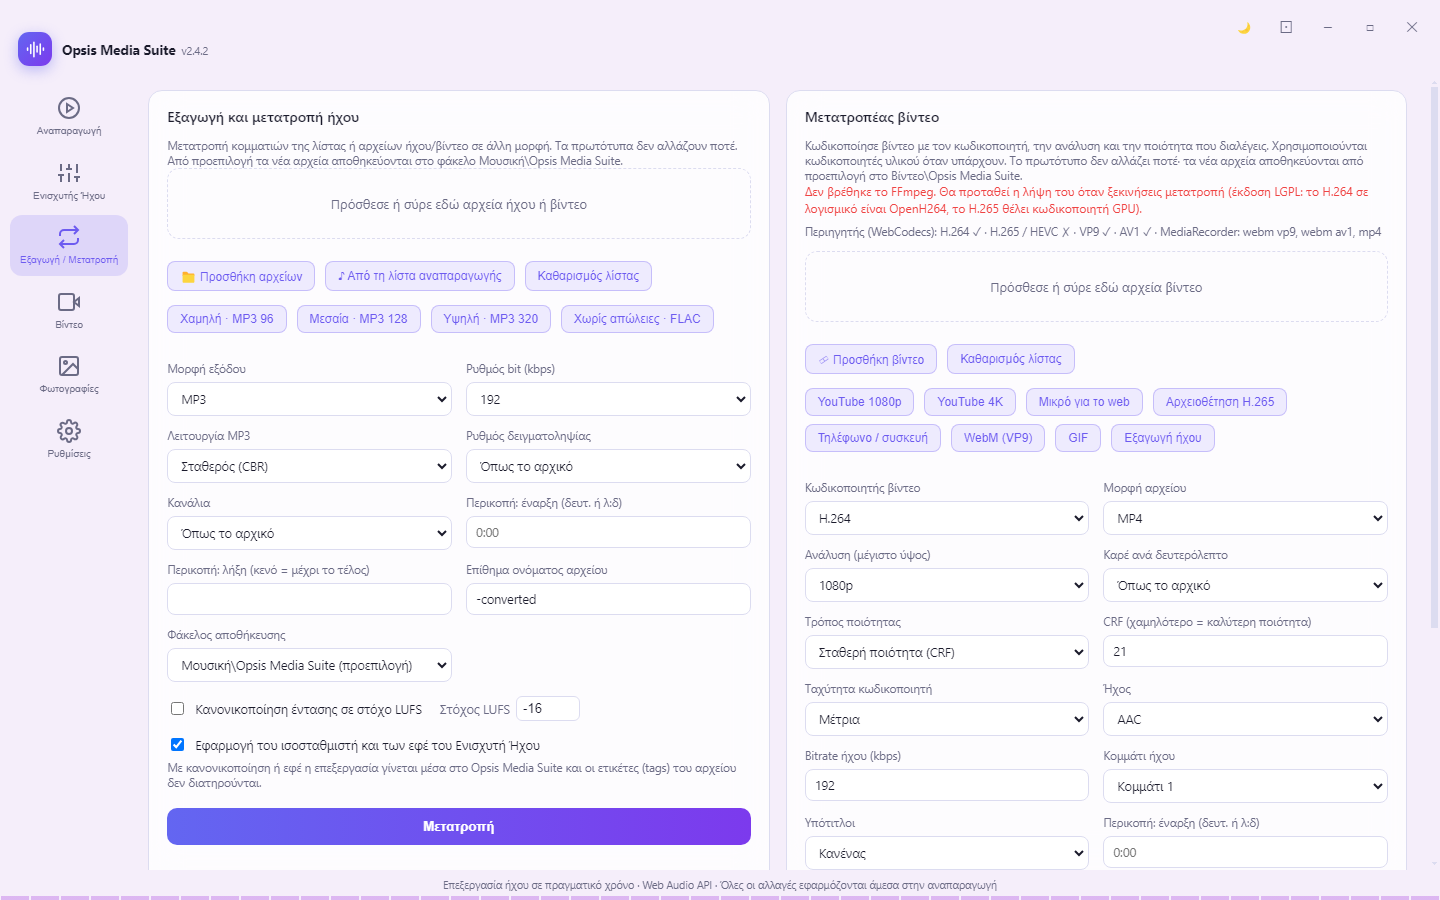 Opsis Media Suite v2.4.2
Αναπαραγωγή
Ενισχυτής Ήχου
Εξαγωγή / Μετατροπή
Βίντεο
Φωτογραφίες
Ρυθμίσεις
Εξαγωγή και μετατροπή ήχου
Μετατροπή κομματιών της λίστας ή αρχείων ήχου/βίντεο σε άλλη μορφή. Τα πρωτότυπα δεν αλλάζουν ποτέ.
Από προεπιλογή τα νέα αρχεία αποθηκεύονται στο φάκελο Μουσική\Opsis Media Suite.
Πρόσθεσε ή σύρε εδώ αρχεία ήχου ή βίντεο
Προσθήκη αρχείων
♪ Από τη λίστα αναπαραγωγής
Καθαρισμός λίστας
Χαμηλή · MP3 96
Μεσαία · MP3 128
Υψηλή · MP3 320
Χωρίς απώλειες · FLAC
Μορφή εξόδου
Ρυθμός bit (kbps)
MP3
192
Λειτουργία MP3
Ρυθμός δειγματοληψίας
Σταθερός (CBR)
Όπως το αρχικό
Κανάλια
Περικοπή: έναρξη (δευτ. ή λ:δ)
Όπως το αρχικό
0:00
Περικοπή: λήξη (κενό = μέχρι το τέλος)
Επίθημα ονόματος αρχείου
-converted
Φάκελος αποθήκευσης
Μουσική\Opsis Media Suite (προεπιλογή)
Κανονικοποίηση έντασης σε στόχο LUFS
Στόχος LUFS
-16
Εφαρμογή του ισοσταθμιστή και των εφέ του Ενισχυτή Ήχου
Με κανονικοποίηση ή εφέ η επεξεργασία γίνεται μέσα στο Opsis Media Suite και οι ετικέτες (tags) του αρχείου
δεν διατηρούνται.
Μετατροπή
Μετατροπέας βίντεο
Κωδικοποίησε βίντεο με τον κωδικοποιητή, την ανάλυση και την ποιότητα που διαλέγεις. Χρησιμοποιούνται
κωδικοποιητές υλικού όταν υπάρχουν. Το πρωτότυπο δεν αλλάζει ποτέ· τα νέα αρχεία αποθηκεύονται από
προεπιλογή στο Βίντεο\Opsis Media Suite.
Δεν βρέθηκε το FFmpeg. Θα προταθεί η λήψη του όταν ξεκινήσεις μετατροπή (έκδοση LGPL: το H.264 σε
λογισμικό είναι OpenH264, το H.265 θέλει κωδικοποιητή GPU).
Περιηγητής (WebCodecs): H.264 ✓ · H.265 / HEVC ✗ · VP9 ✓ · AV1 ✓ · MediaRecorder: webm vp9, webm av1, mp4
Πρόσθεσε ή σύρε εδώ αρχεία βίντεο
Προσθήκη βίντεο
Καθαρισμός λίστας
YouTube 1080p
YouTube 4K
Μικρό για το web
Αρχειοθέτηση H.265
Τηλέφωνο / συσκευή
WebM (VP9)
GIF
Εξαγωγή ήχου
Κωδικοποιητής βίντεο
Μορφή αρχείου
H.264
MP4
Ανάλυση (μέγιστο ύψος)
Καρέ ανά δευτερόλεπτο
1080p
Όπως το αρχικό
Τρόπος ποιότητας
CRF (χαμηλότερο = καλύτερη ποιότητα)
Σταθερή ποιότητα (CRF)
21
Ταχύτητα κωδικοποιητή
Ήχος
Μέτρια
AAC
Bitrate ήχου (kbps)
Κομμάτι ήχου
192
Κομμάτι 1
Υπότιτλοι
Περικοπή: έναρξη (δευτ. ή λ:δ)
Κανένας
0:00
Επεξεργασία ήχου σε πραγματικό χρόνο · Web Audio API · Όλες οι αλλαγές εφαρμόζονται άμεσα στην αναπαραγωγή